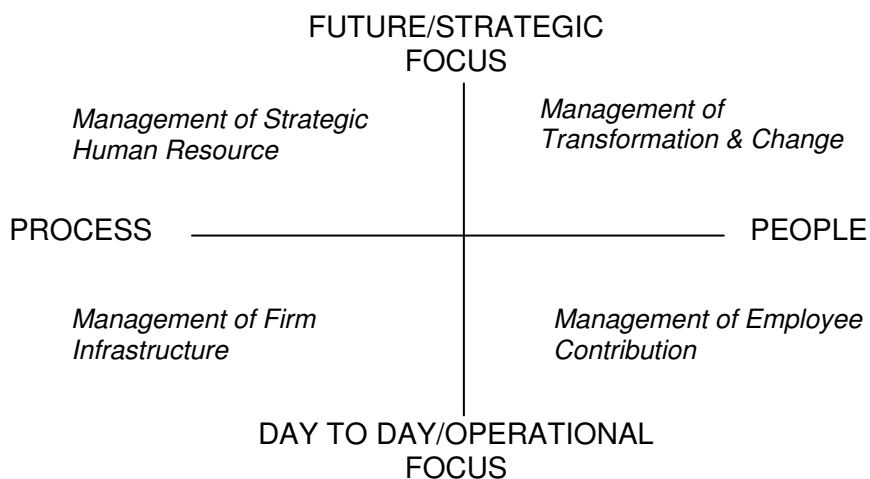 FUTURE/STRATEGIC
FOCUS
Management of Strategic
Human Resource
Management of
Transformation & Change
PROCESS
PEOPLE
Management of Firm
Infrastructure
Management of Employee
Contribution
DAY TO DAY/OPERATIONAL
FOCUS